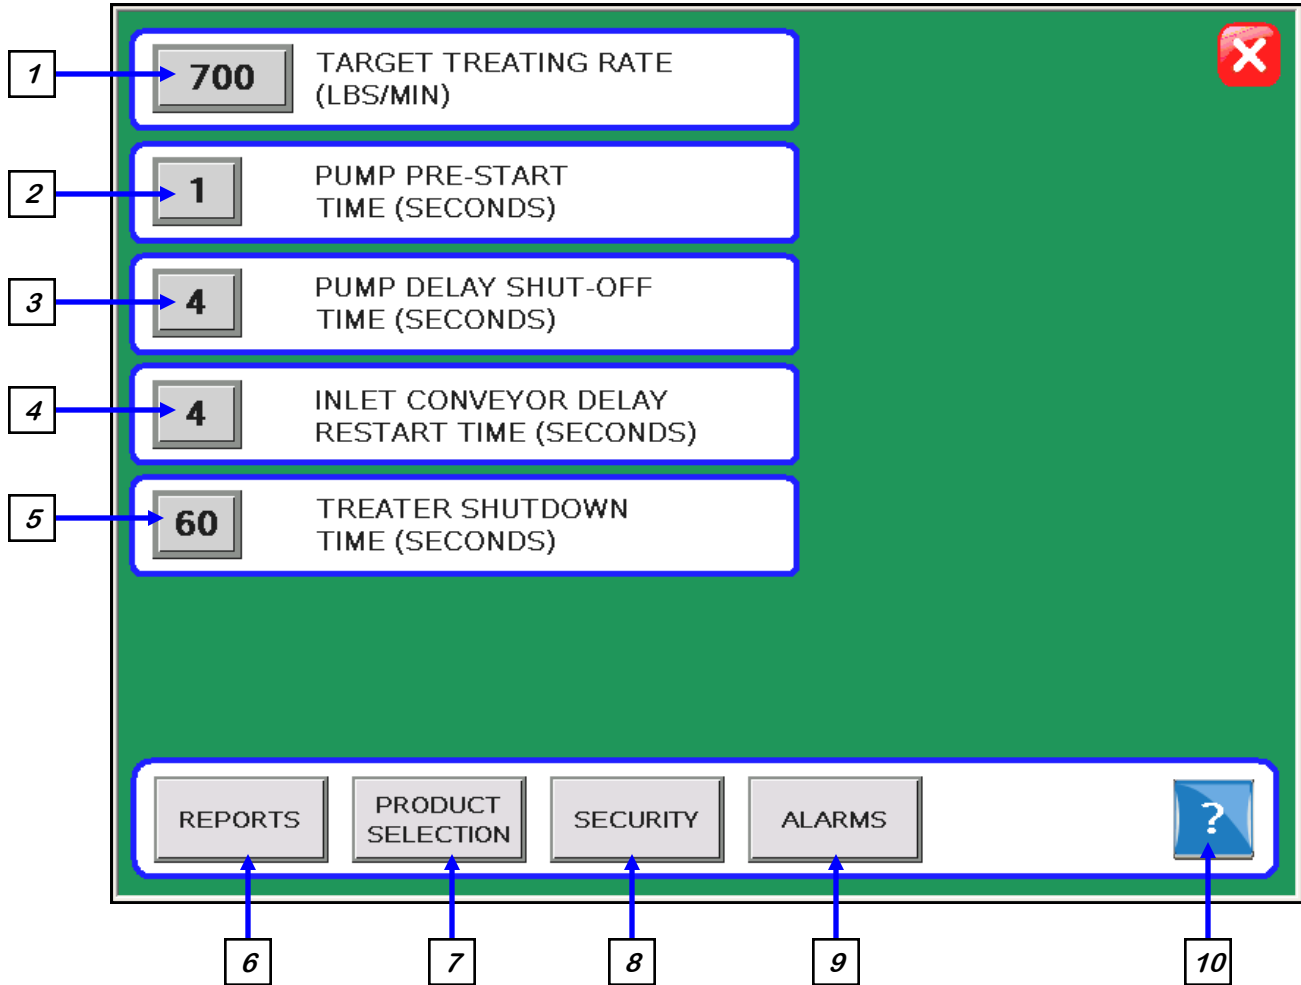 1
700
TARGET TREATING RATE
(LBS/MIN)
2
1
PUMP PRE-START
TIME (SECONDS)
3
4
PUMP DELAY SHUT-OFF
TIME (SECONDS)
4
4
INLET CONVEYOR DELAY
RESTART TIME (SECONDS)
5
60
TREATER SHUTDOWN
TIME (SECONDS)
REPORTS
PRODUCT
SELECTION
SECURITY
ALARMS
?
6
7
8
9
10